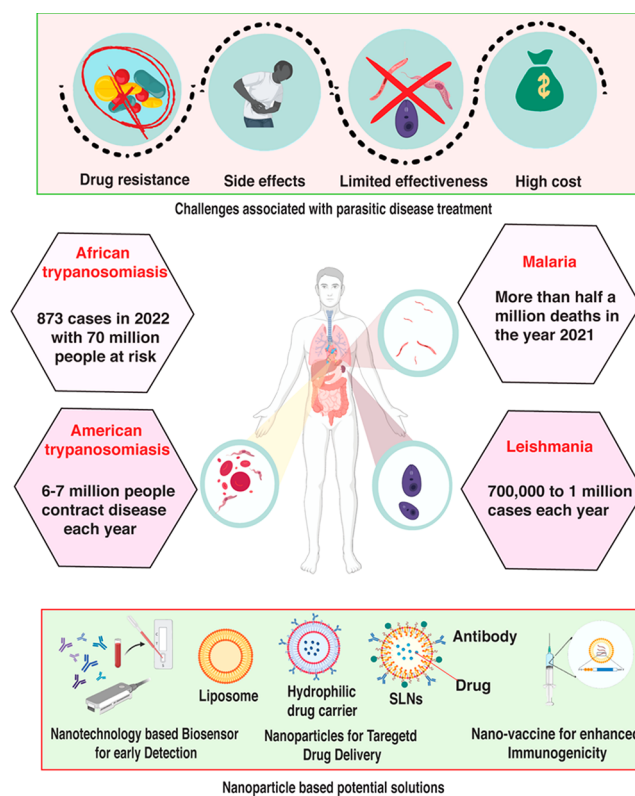 Drug resistance
Side effects
Limited effectiveness
High cost
Challenges associated with parasitic disease treatment
African
trypanosomiasis
873 cases in 2022
with 70 million
people at risk
Malaria
More than half a
million deaths in
the year 2021
American
trypanosomiasis
6-7 million people
contract disease
each year
Leishmania
700,000 to 1 million
cases each year
Liposome
Hydrophilic
drug carrier
SLNs
Antibody
Drug
Nanotechnology based Biosensor
for early Detection
Nanoparticles for Taregetd
Drug Delivery
Nano-vaccine for enhanced
Immunogenicity
Nanoparticle based potential solutions